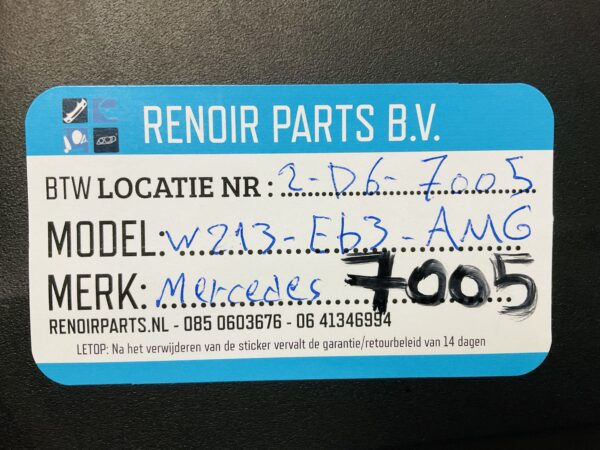 RENOIR PARTS B.V.
BTW LOCATIE NR : 2-D6-7005
MODEL: W213-E63-AMG
MERK: Mercedes 7005
RENOIRPARTS.NL - 085 0603676 - 06 41346994
LETOP: Na het verwijderen van de sticker vervalt de garantie/retourbeleid van 14 dagen